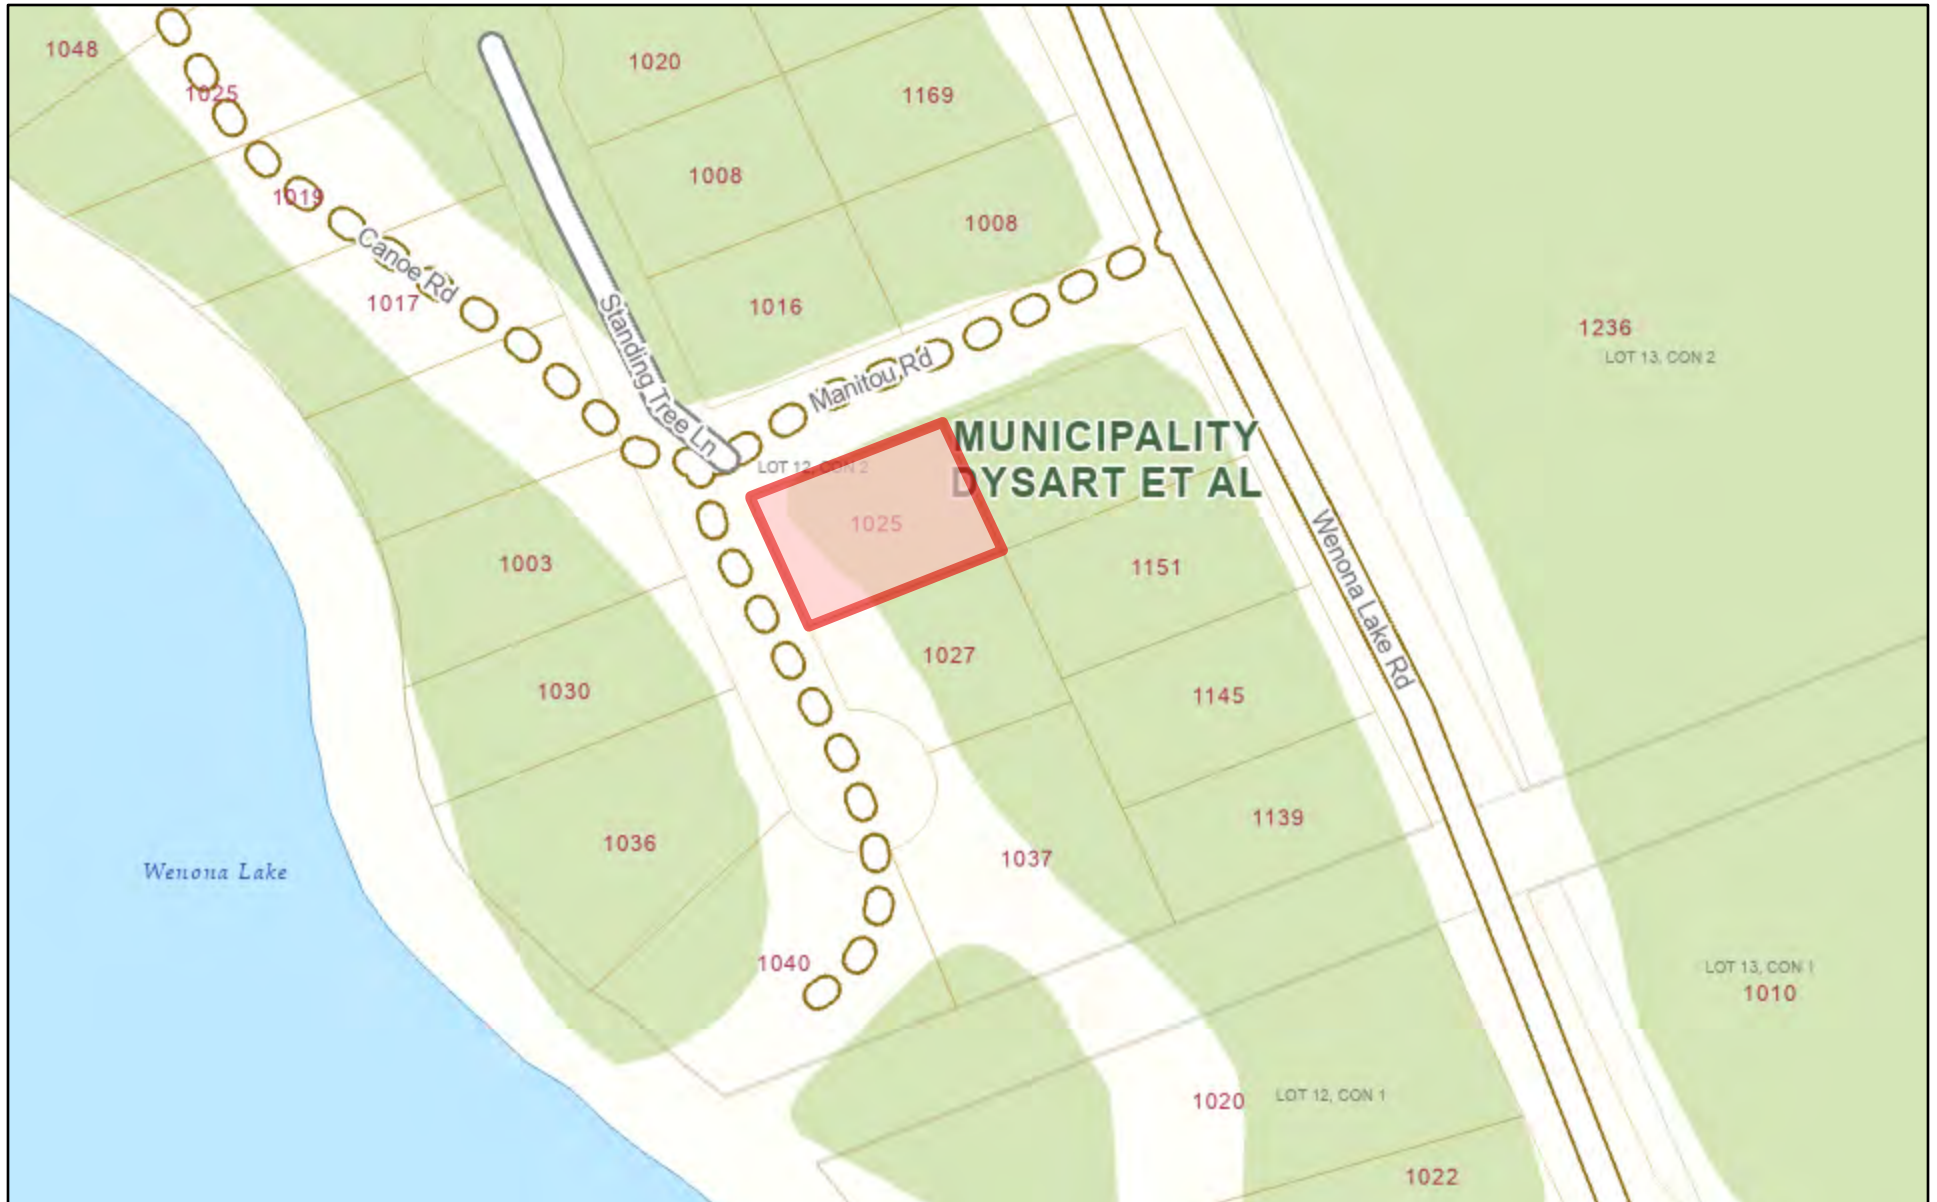 1048
1020
1025
1169
1008
1019
1008
Canoe Rd
1017
Standing Tree Ln
1016
Manitou Rd
1236
LOT 13, CON 2
MUNICIPALITY
DYSART ET AL
LOT 12, CON 2
1025
Wenona Lake Rd
1003
1151
1027
1030
1145
1139
1036
1037
Wenona Lake
1040
LOT 13, CON 1
1010
1020
LOT 12, CON 1
1022